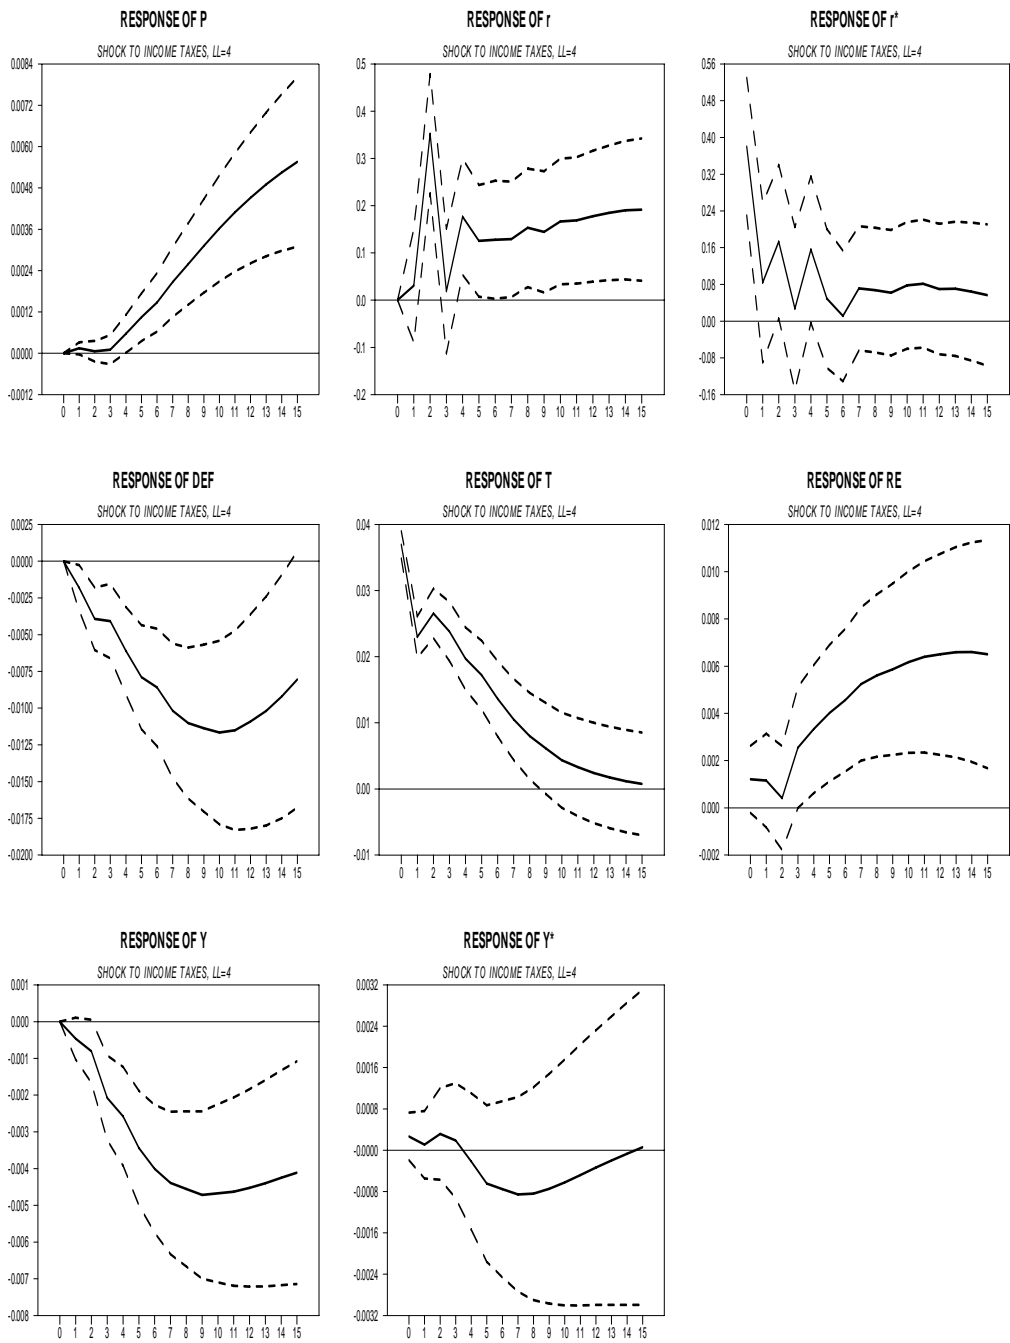 RESPONSE OF P
SHOCK TO INCOME TAXES, LL=4
0.0084
0.0072
0.0060
0.0048
0.0036
0.0024
0.0012
0.0000
-0.0012
0 1 2 3 4 5 6 7 8 9 10 11 12 13 14 15
RESPONSE OF r
SHOCK TO INCOME TAXES, LL=4
0.5
0.4
0.3
0.2
0.1
0.0
-0.1
-0.2
0 1 2 3 4 5 6 7 8 9 10 11 12 13 14 15
RESPONSE OF r*
SHOCK TO INCOME TAXES, LL=4
0.56
0.48
0.40
0.32
0.24
0.16
0.08
0.00
-0.08
-0.16
0 1 2 3 4 5 6 7 8 9 10 11 12 13 14 15
RESPONSE OF DEF
SHOCK TO INCOME TAXES, LL=4
0.0025
0.0000
-0.0025
-0.0050
-0.0075
-0.0100
-0.0125
-0.0150
-0.0175
-0.0200
0 1 2 3 4 5 6 7 8 9 10 11 12 13 14 15
RESPONSE OF T
SHOCK TO INCOME TAXES, LL=4
0.04
0.03
0.02
0.01
0.00
-0.01
0 1 2 3 4 5 6 7 8 9 10 11 12 13 14 15
RESPONSE OF RE
SHOCK TO INCOME TAXES, LL=4
0.012
0.010
0.008
0.006
0.004
0.002
0.000
-0.002
0 1 2 3 4 5 6 7 8 9 10 11 12 13 14 15
RESPONSE OF Y
SHOCK TO INCOME TAXES, LL=4
0.001
0.000
-0.001
-0.002
-0.003
-0.004
-0.005
-0.006
-0.007
-0.008
0 1 2 3 4 5 6 7 8 9 10 11 12 13 14 15
RESPONSE OF Y*
SHOCK TO INCOME TAXES, LL=4
0.0032
0.0024
0.0016
0.0008
-0.0000
-0.0008
-0.0016
-0.0024
-0.0032
0 1 2 3 4 5 6 7 8 9 10 11 12 13 14 15